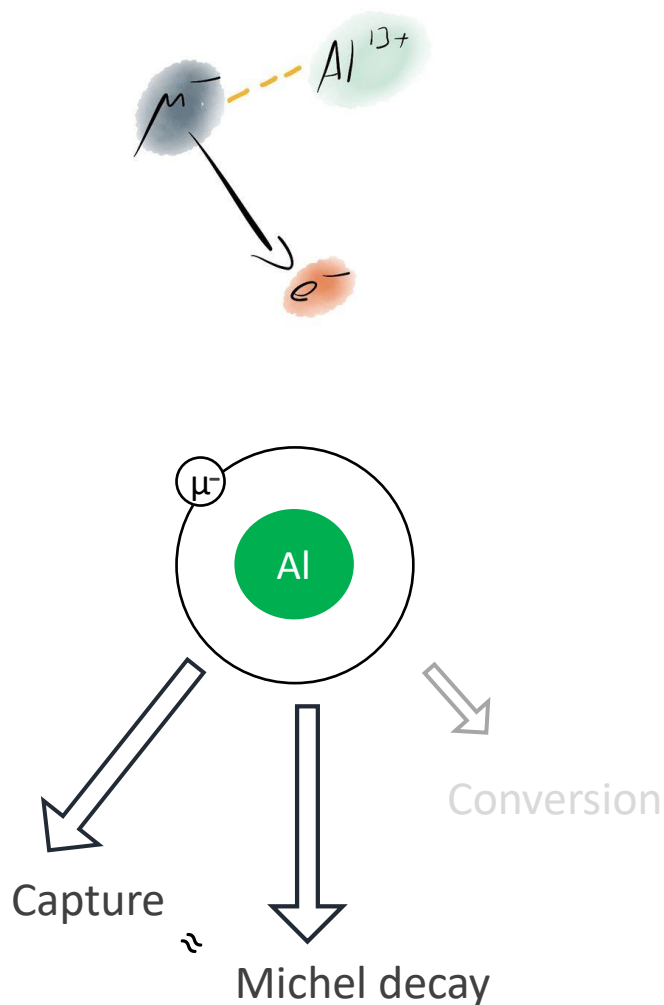 μ⁻ Al¹³⁺
e⁻
μ⁻
Al
Conversion
Capture
≈
Michel decay